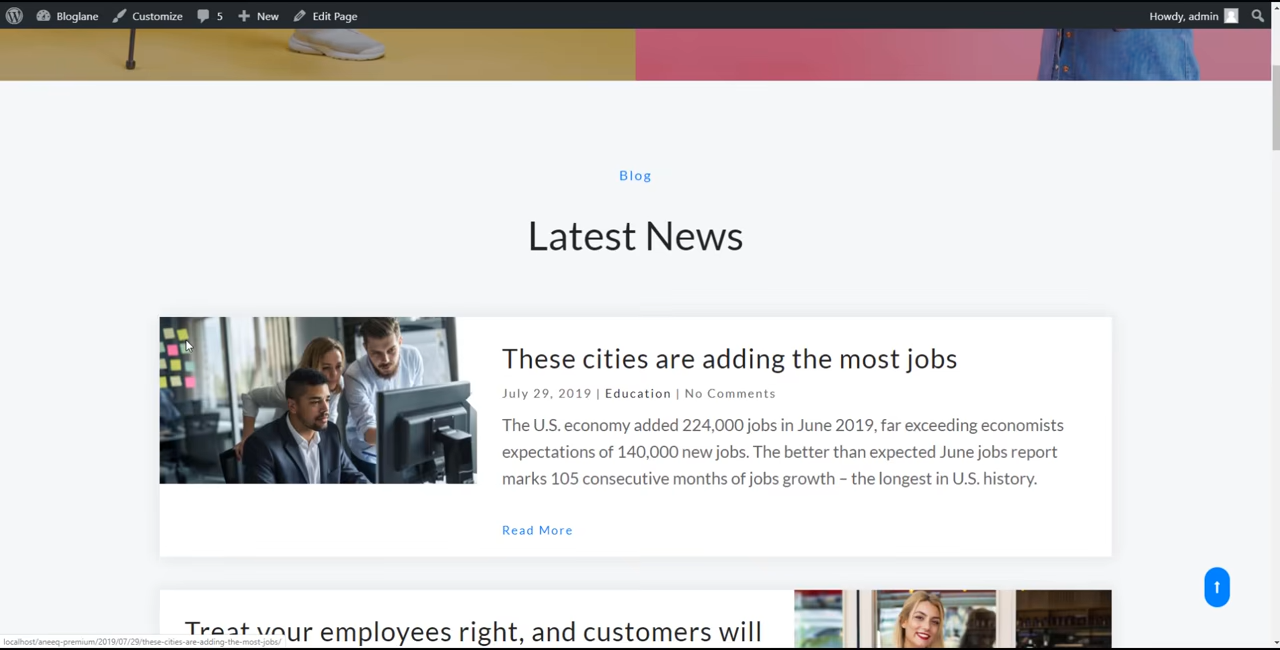 Bloglane Customize 5 New Edit Page Howdy, admin
Blog
Latest News
These cities are adding the most jobs
July 29, 2019 | Education | No Comments
The U.S. economy added 224,000 jobs in June 2019, far exceeding economists
expectations of 140,000 new jobs. The better than expected June jobs report
marks 105 consecutive months of jobs growth – the longest in U.S. history.
Read More
Treat your employees right, and customers will
localhost/aneeq-premium/2019/07/29/these-cities-are-adding-the-most-jobs/